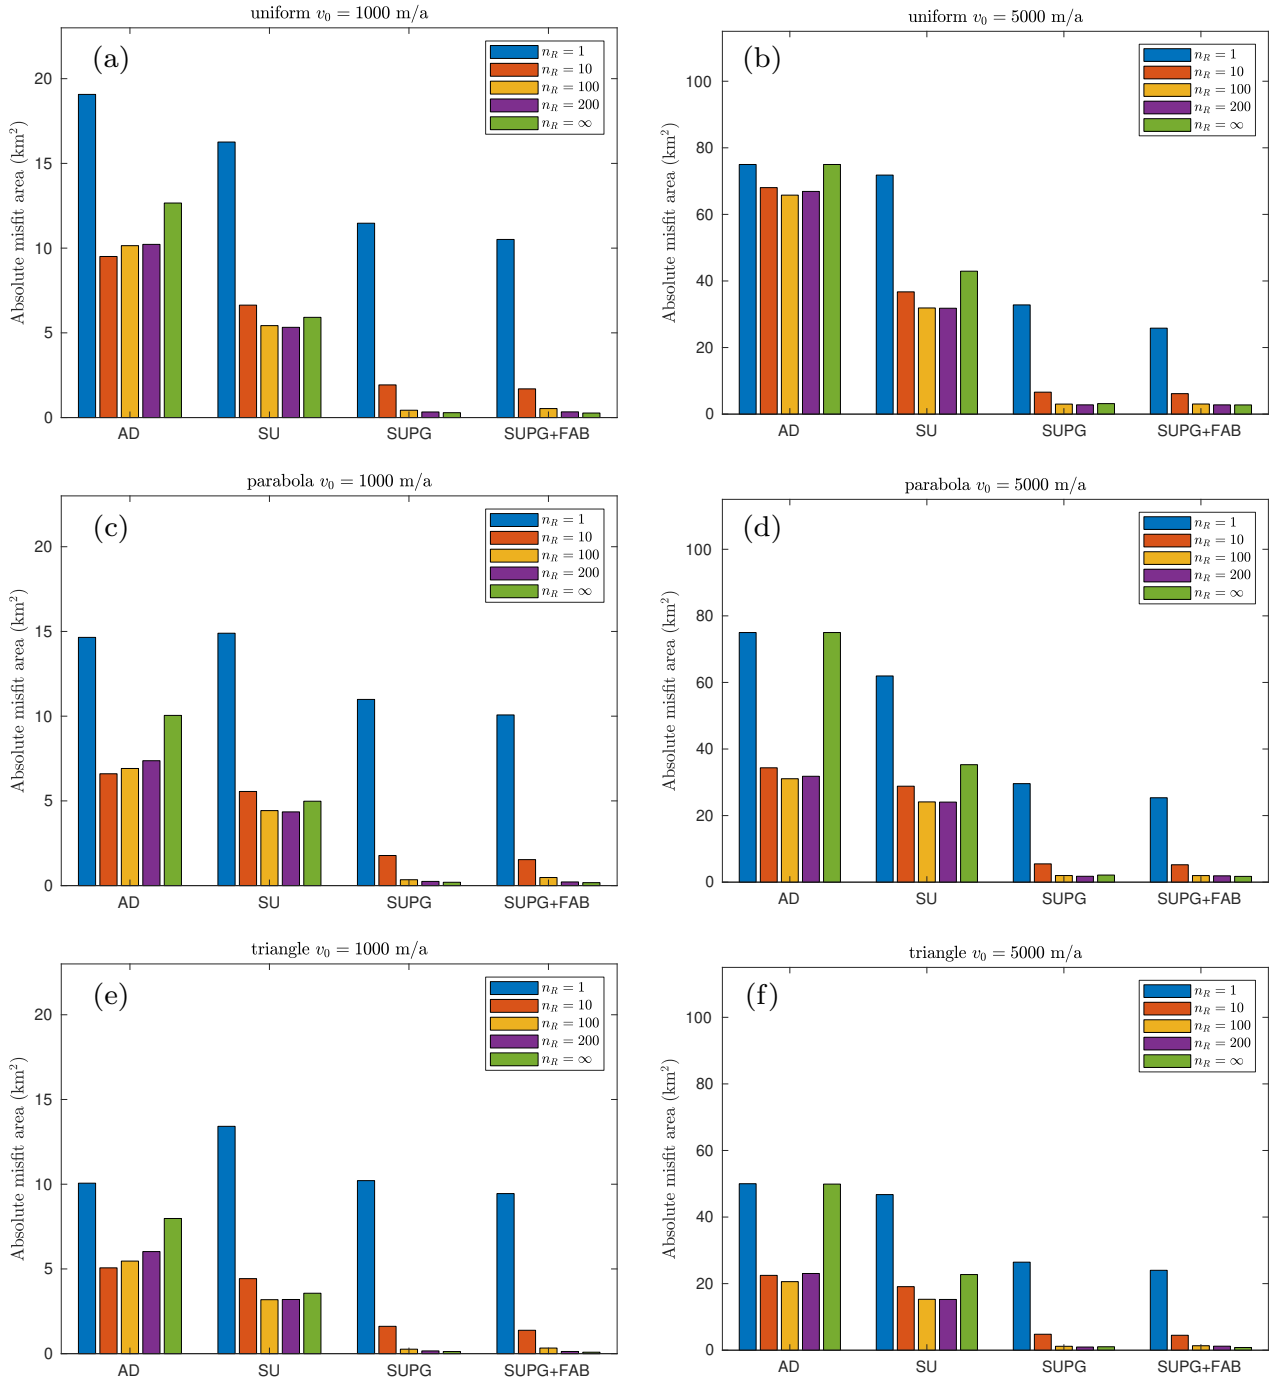 uniform v₀ = 1000 m/a
(a)
n_R = 1
n_R = 10
n_R = 100
n_R = 200
n_R = ∞
Absolute misfit area (km²)
20
15
10
5
0
AD SU SUPG SUPG+FAB
uniform v₀ = 5000 m/a
(b)
n_R = 1
n_R = 10
n_R = 100
n_R = 200
n_R = ∞
Absolute misfit area (km²)
100
80
60
40
20
0
AD SU SUPG SUPG+FAB
parabola v₀ = 1000 m/a
(c)
n_R = 1
n_R = 10
n_R = 100
n_R = 200
n_R = ∞
Absolute misfit area (km²)
20
15
10
5
0
AD SU SUPG SUPG+FAB
parabola v₀ = 5000 m/a
(d)
n_R = 1
n_R = 10
n_R = 100
n_R = 200
n_R = ∞
Absolute misfit area (km²)
100
80
60
40
20
0
AD SU SUPG SUPG+FAB
triangle v₀ = 1000 m/a
(e)
n_R = 1
n_R = 10
n_R = 100
n_R = 200
n_R = ∞
Absolute misfit area (km²)
20
15
10
5
0
AD SU SUPG SUPG+FAB
triangle v₀ = 5000 m/a
(f)
n_R = 1
n_R = 10
n_R = 100
n_R = 200
n_R = ∞
Absolute misfit area (km²)
100
80
60
40
20
0
AD SU SUPG SUPG+FAB